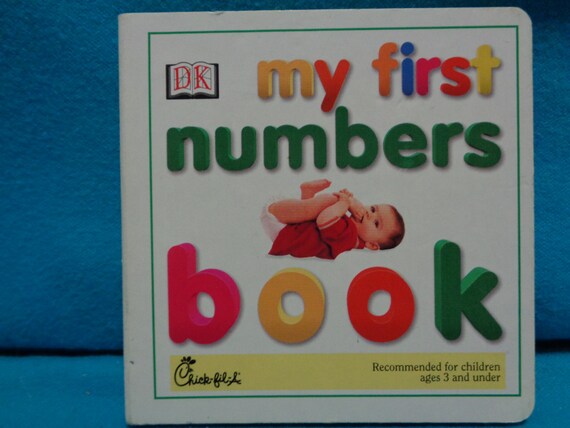 DK
my first
numbers
book
Chick-fil-A
Recommended for children
ages 3 and under